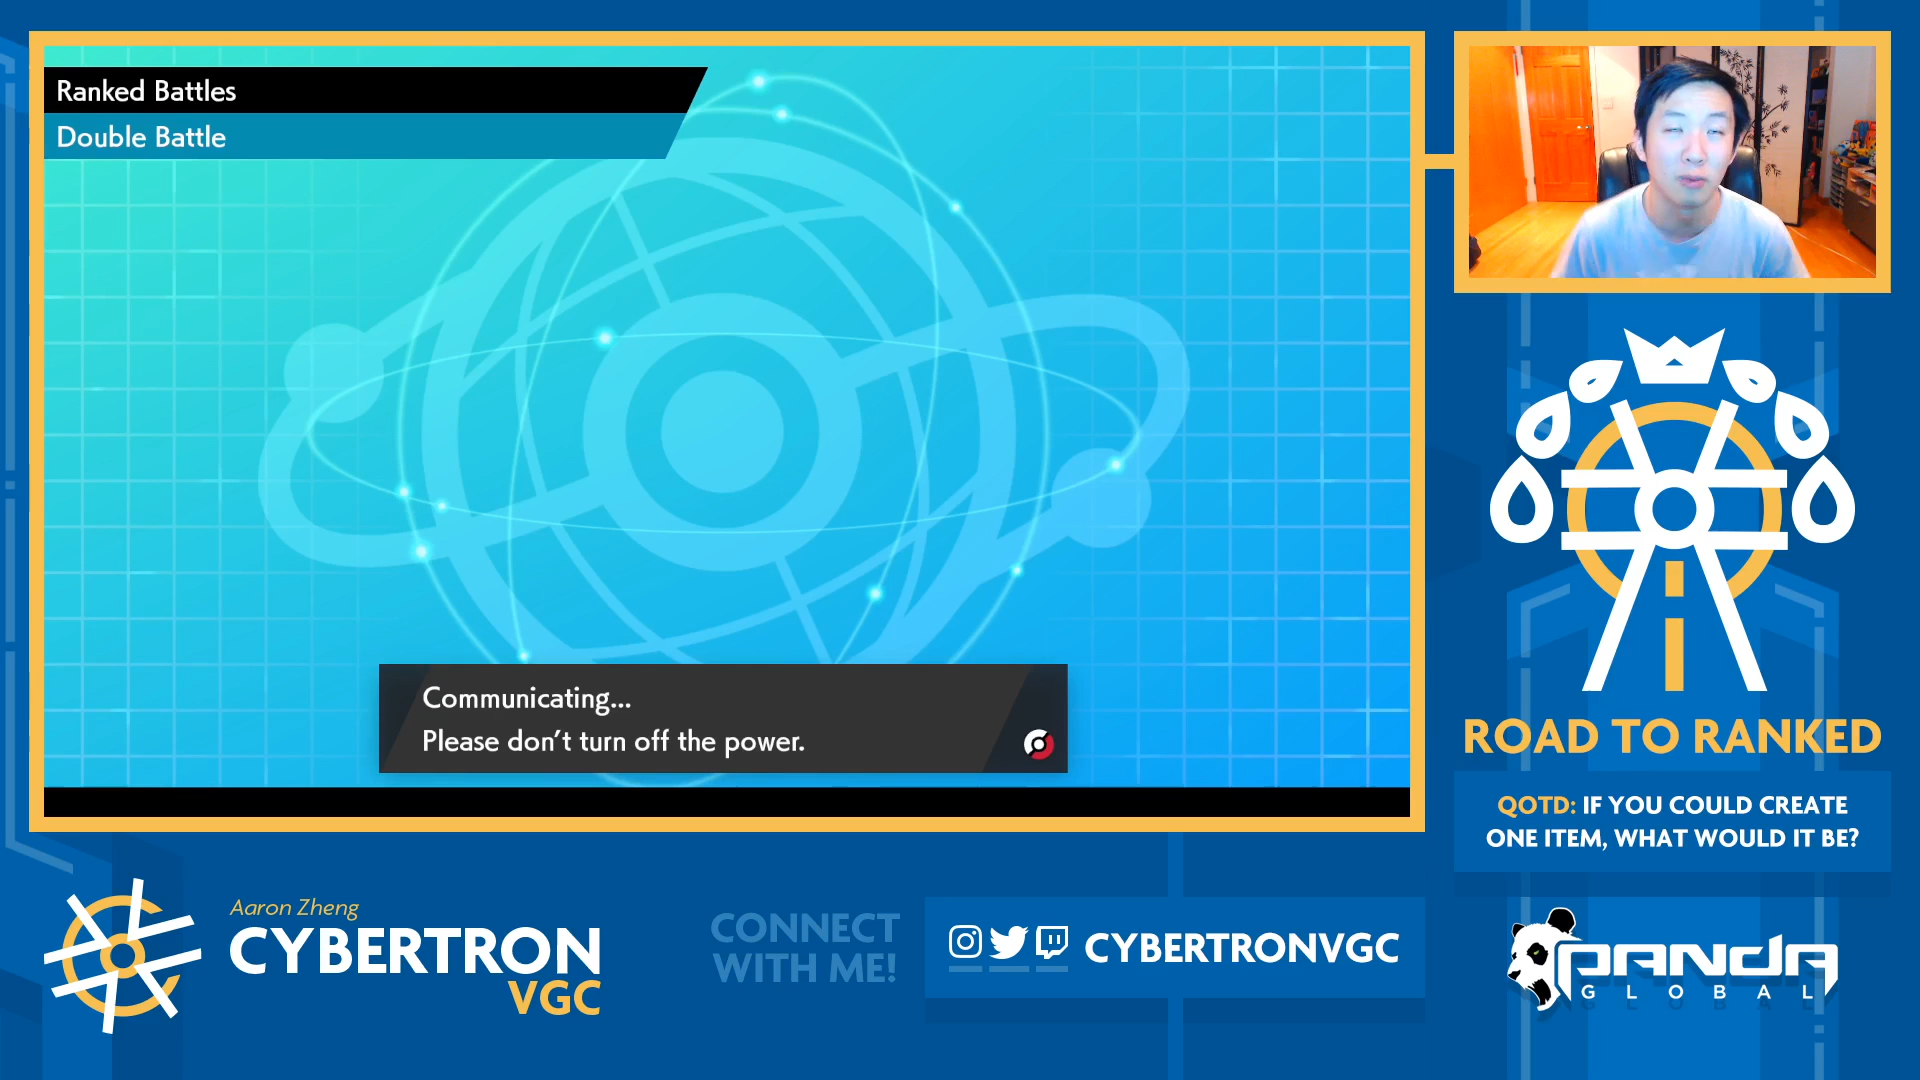 Ranked Battles
Double Battle
Communicating...
Please don't turn off the power.
ROAD TO RANKED
QOTD: IF YOU COULD CREATE
ONE ITEM, WHAT WOULD IT BE?
Aaron Zheng
CYBERTRON
VGC
CONNECT
WITH ME!
CYBERTRONVGC
PANDA
GLOBAL